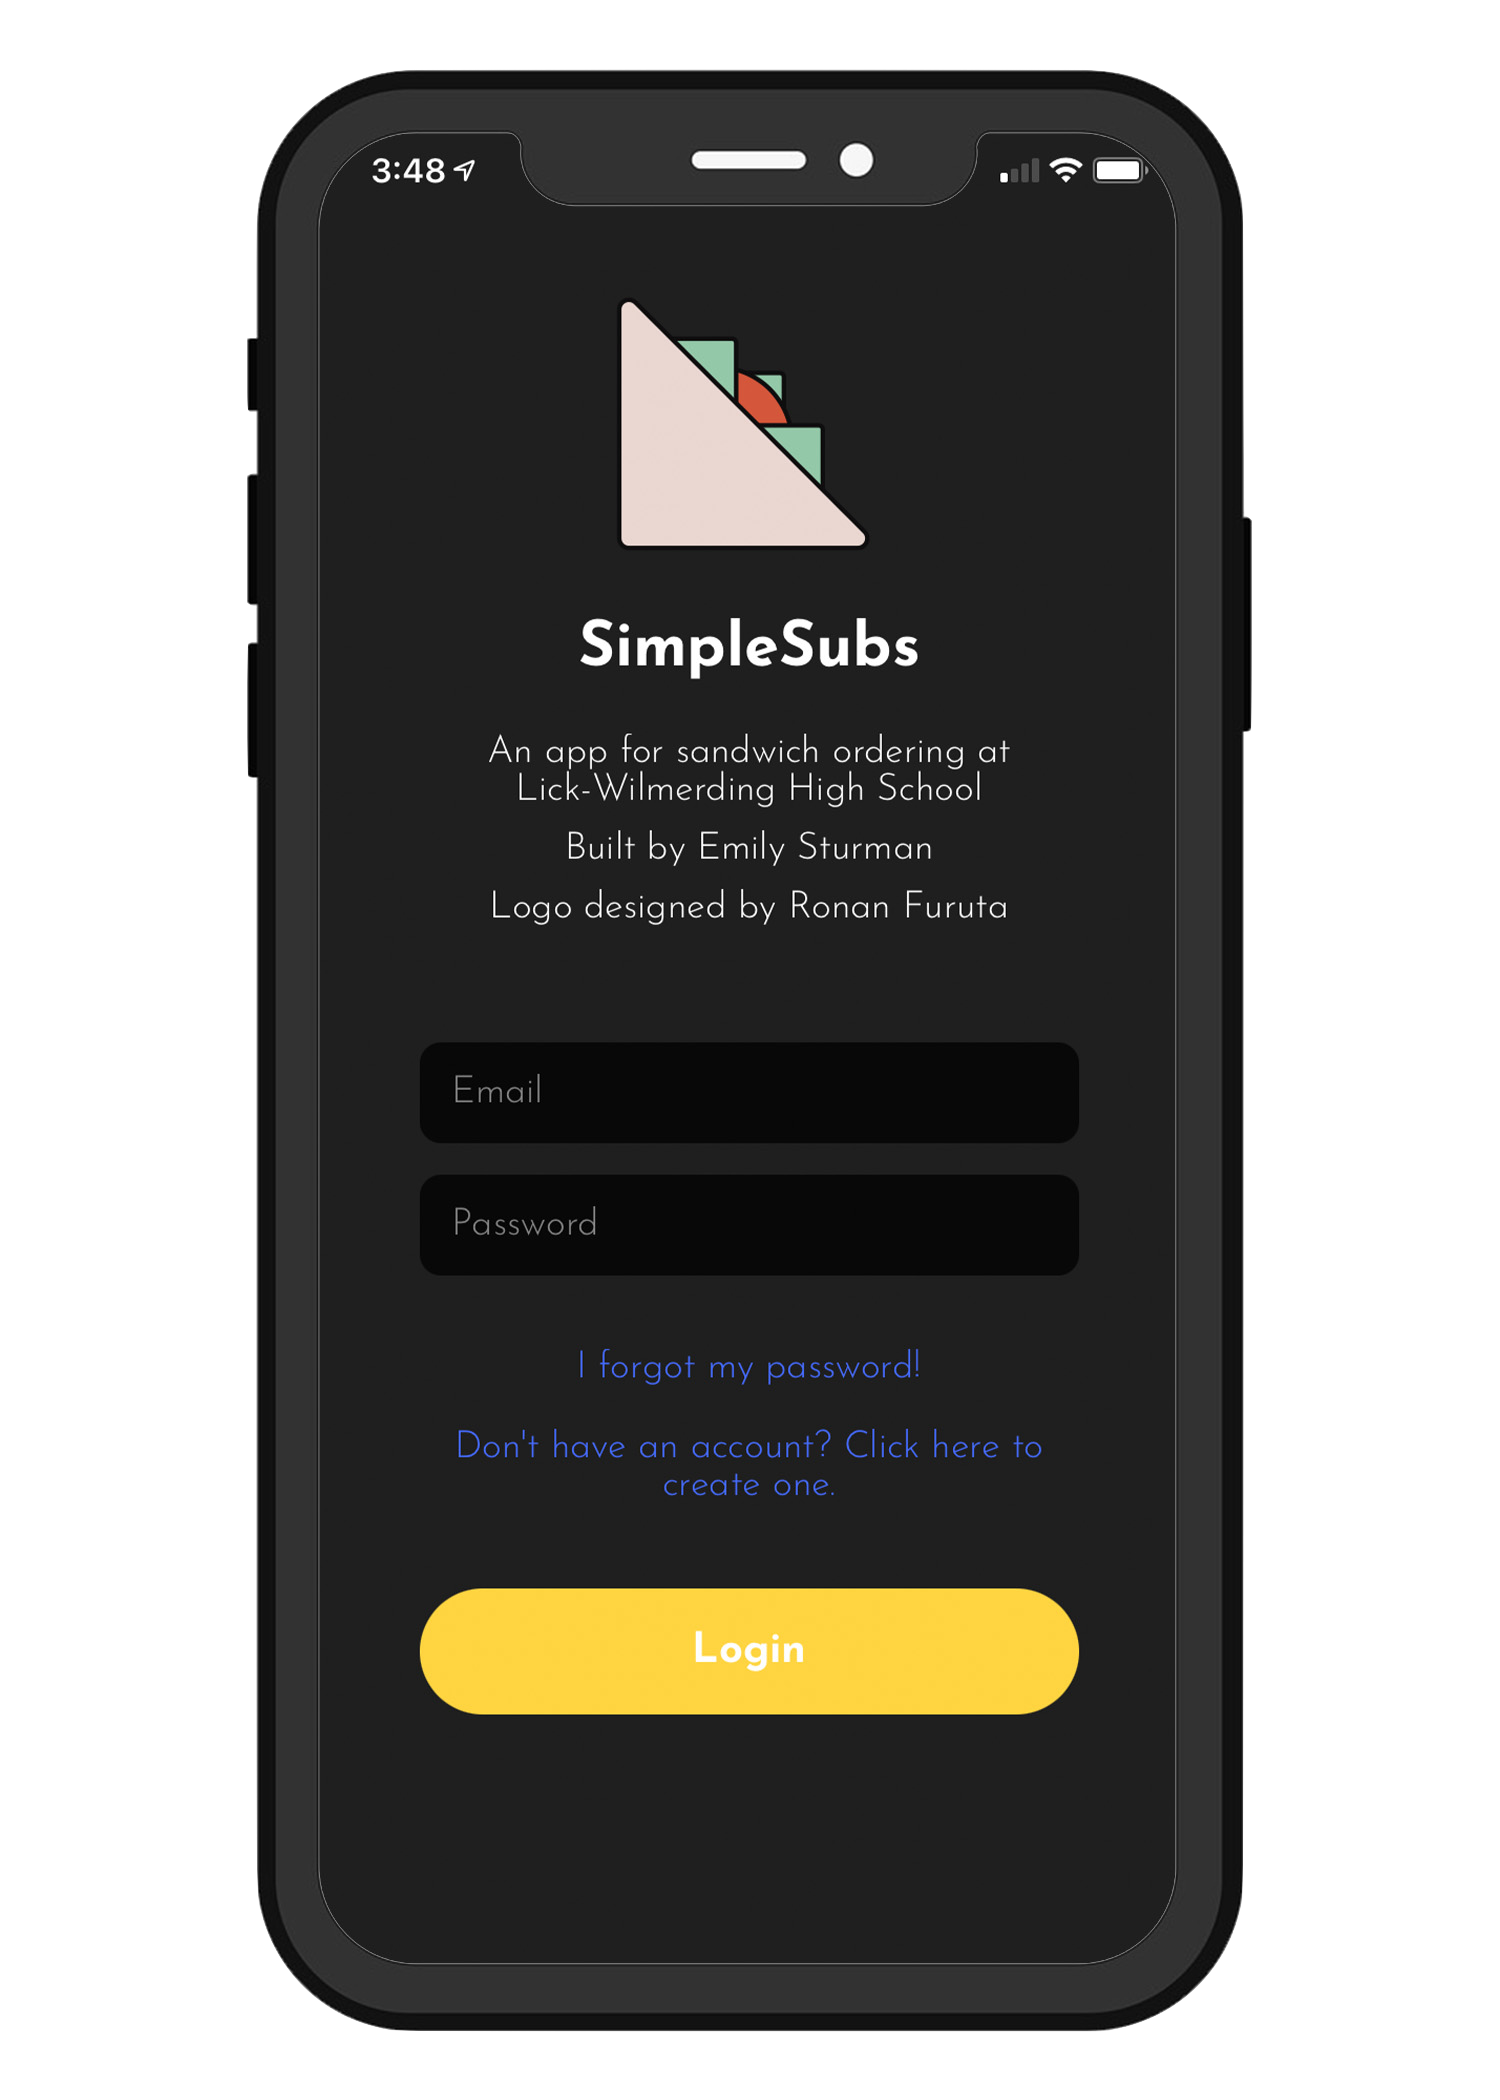 3:48
SimpleSubs
An app for sandwich ordering at
Lick-Wilmerding High School
Built by Emily Sturman
Logo designed by Ronan Furuta
Email
Password
I forgot my password!
Don't have an account? Click here to
create one.
Login